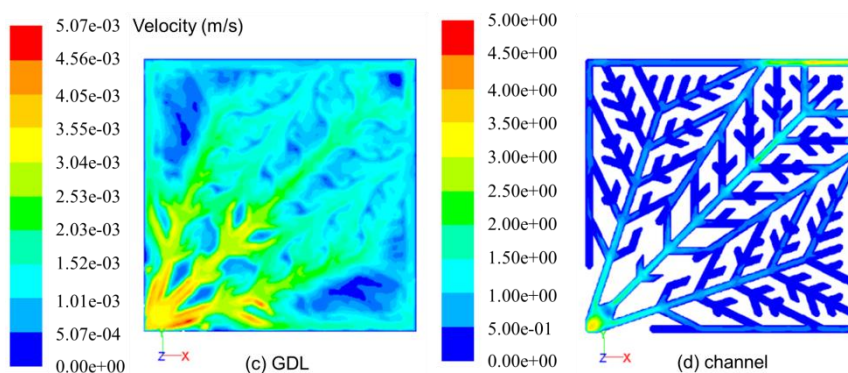 Velocity (m/s)
5.07e-03
4.56e-03
4.05e-03
3.55e-03
3.04e-03
2.53e-03
2.03e-03
1.52e-03
1.01e-03
5.07e-04
0.00e+00
Z X
(c) GDL
5.00e+00
4.50e+00
4.00e+00
3.50e+00
3.00e+00
2.50e+00
2.00e+00
1.50e+00
1.00e+00
5.00e-01
0.00e+00
Z X
(d) channel